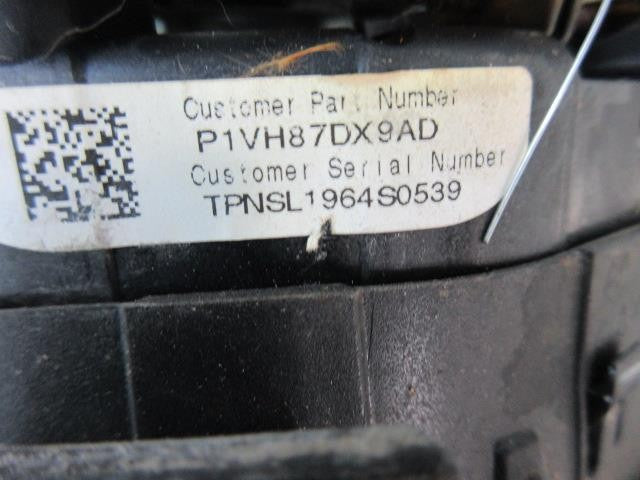 Customer Part Number
P1VH87DX9AD
Customer Serial Number
TPNSL1964S0539